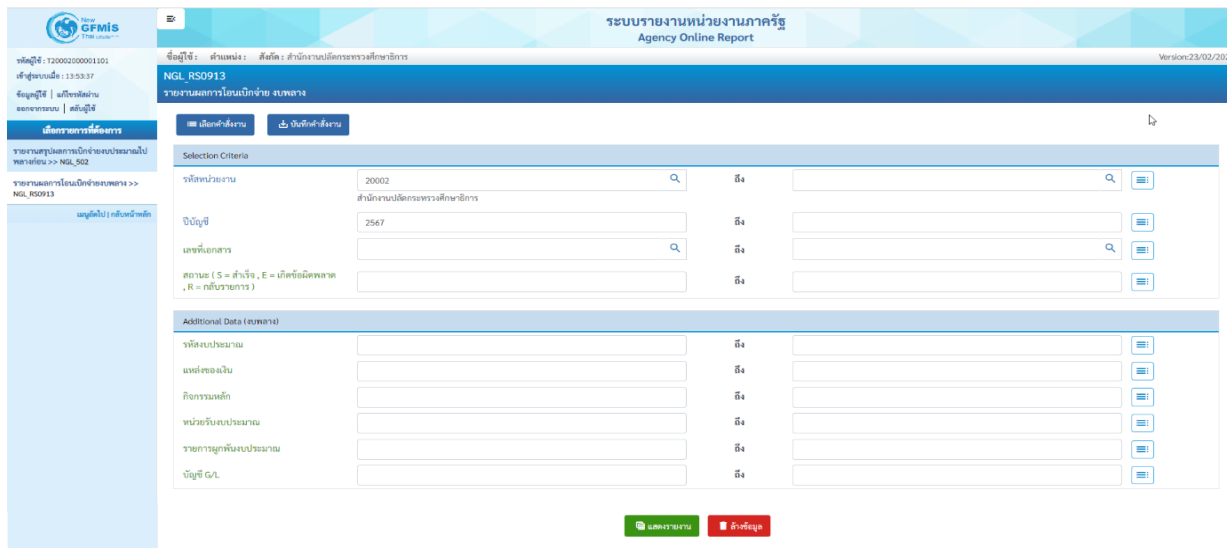 New
GFMIS
Thai
ระบบรายงานหน่วยงานภาครัฐ
Agency Online Report
รหัสผู้ใช้ : T20002000001101
เข้าสู่ระบบเมื่อ : 13:53:37
ข้อมูลผู้ใช้ | แก้ไขรหัสผ่าน
ออกจากระบบ | สลับผู้ใช้
เลือกรายการที่ต้องการ
รายงานสรุปผลการเบิกจ่ายงบประมาณไป
พลางก่อน >> NGL_502
รายงานผลการโอนเบิกจ่ายงบพลาง >>
NGL_RS0913
เมนูถัดไป | กลับหน้าหลัก
ชื่อผู้ใช้ : ตำแหน่ง : สังกัด : สำนักงานปลัดกระทรวงศึกษาธิการ
Version:23/02/202
NGL_RS0913
รายงานผลการโอนเบิกจ่าย งบพลาง
เลือกคำสั่งงาน บันทึกคำสั่งงาน
Selection Criteria
รหัสหน่วยงาน 20002 ถึง
สำนักงานปลัดกระทรวงศึกษาธิการ
ปีบัญชี 2567 ถึง
เลขที่เอกสาร ถึง
สถานะ ( S = สำเร็จ , E = เกิดข้อผิดพลาด
, R = กลับรายการ ) ถึง
Additional Data (งบพลาง)
รหัสงบประมาณ ถึง
แหล่งของเงิน ถึง
กิจกรรมหลัก ถึง
หน่วยรับงบประมาณ ถึง
รายการผูกพันงบประมาณ ถึง
บัญชี G/L ถึง
แสดงรายงาน ล้างข้อมูล